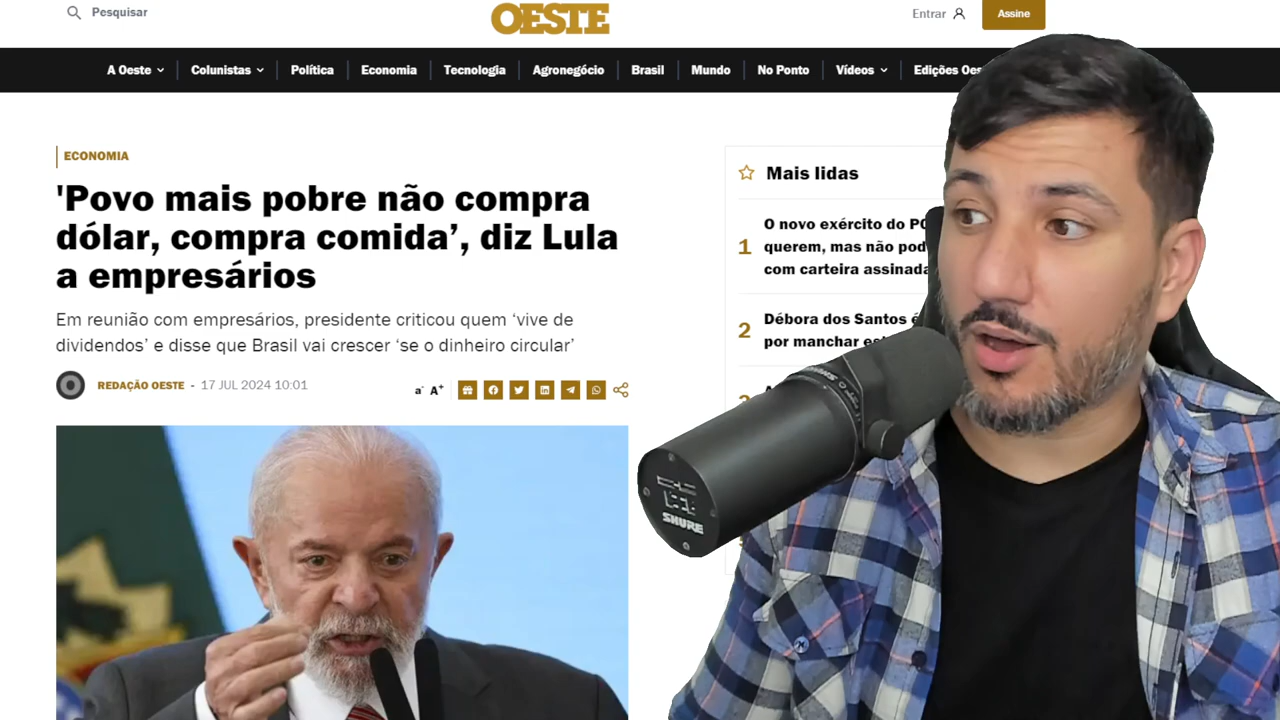 Pesquisar
OESTE
Entrar
Assine
A Oeste
Colunistas
Política
Economia
Tecnologia
Agronegócio
Brasil
Mundo
No Ponto
Vídeos
Edições
ECONOMIA
'Povo mais pobre não compra
dólar, compra comida’, diz Lula
a empresários
Em reunião com empresários, presidente criticou quem ‘vive de
dividendos’ e disse que Brasil vai crescer ‘se o dinheiro circular’
REDAÇÃO OESTE - 17 JUL 2024 10:01
a- A+
Mais lidas
1
O novo exército do
querem, mas não
com carteira assinada
2
Débora dos Santos é
por manchar
SHURE